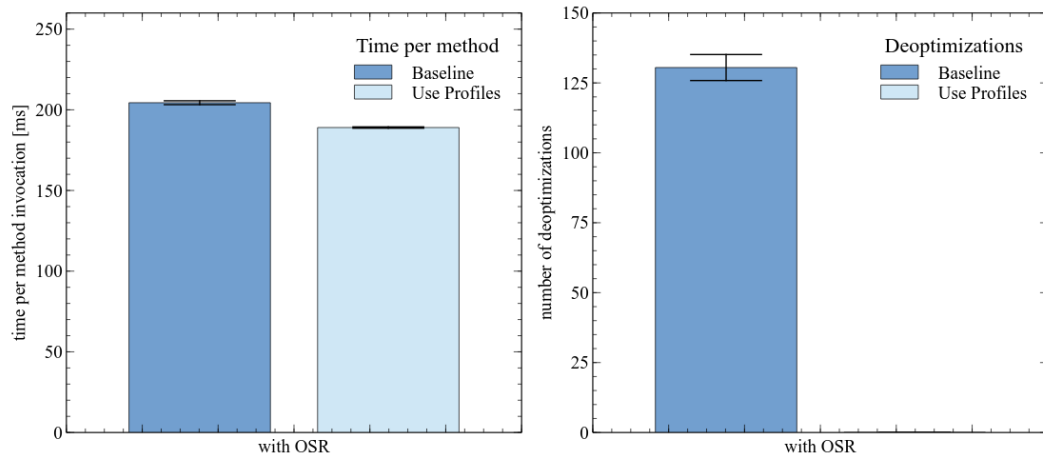 250
200
150
100
50
0
time per method invocation [ms]
Time per method
Baseline
Use Profiles
with OSR
150
125
100
75
50
25
0
number of deoptimizations
Deoptimizations
Baseline
Use Profiles
with OSR